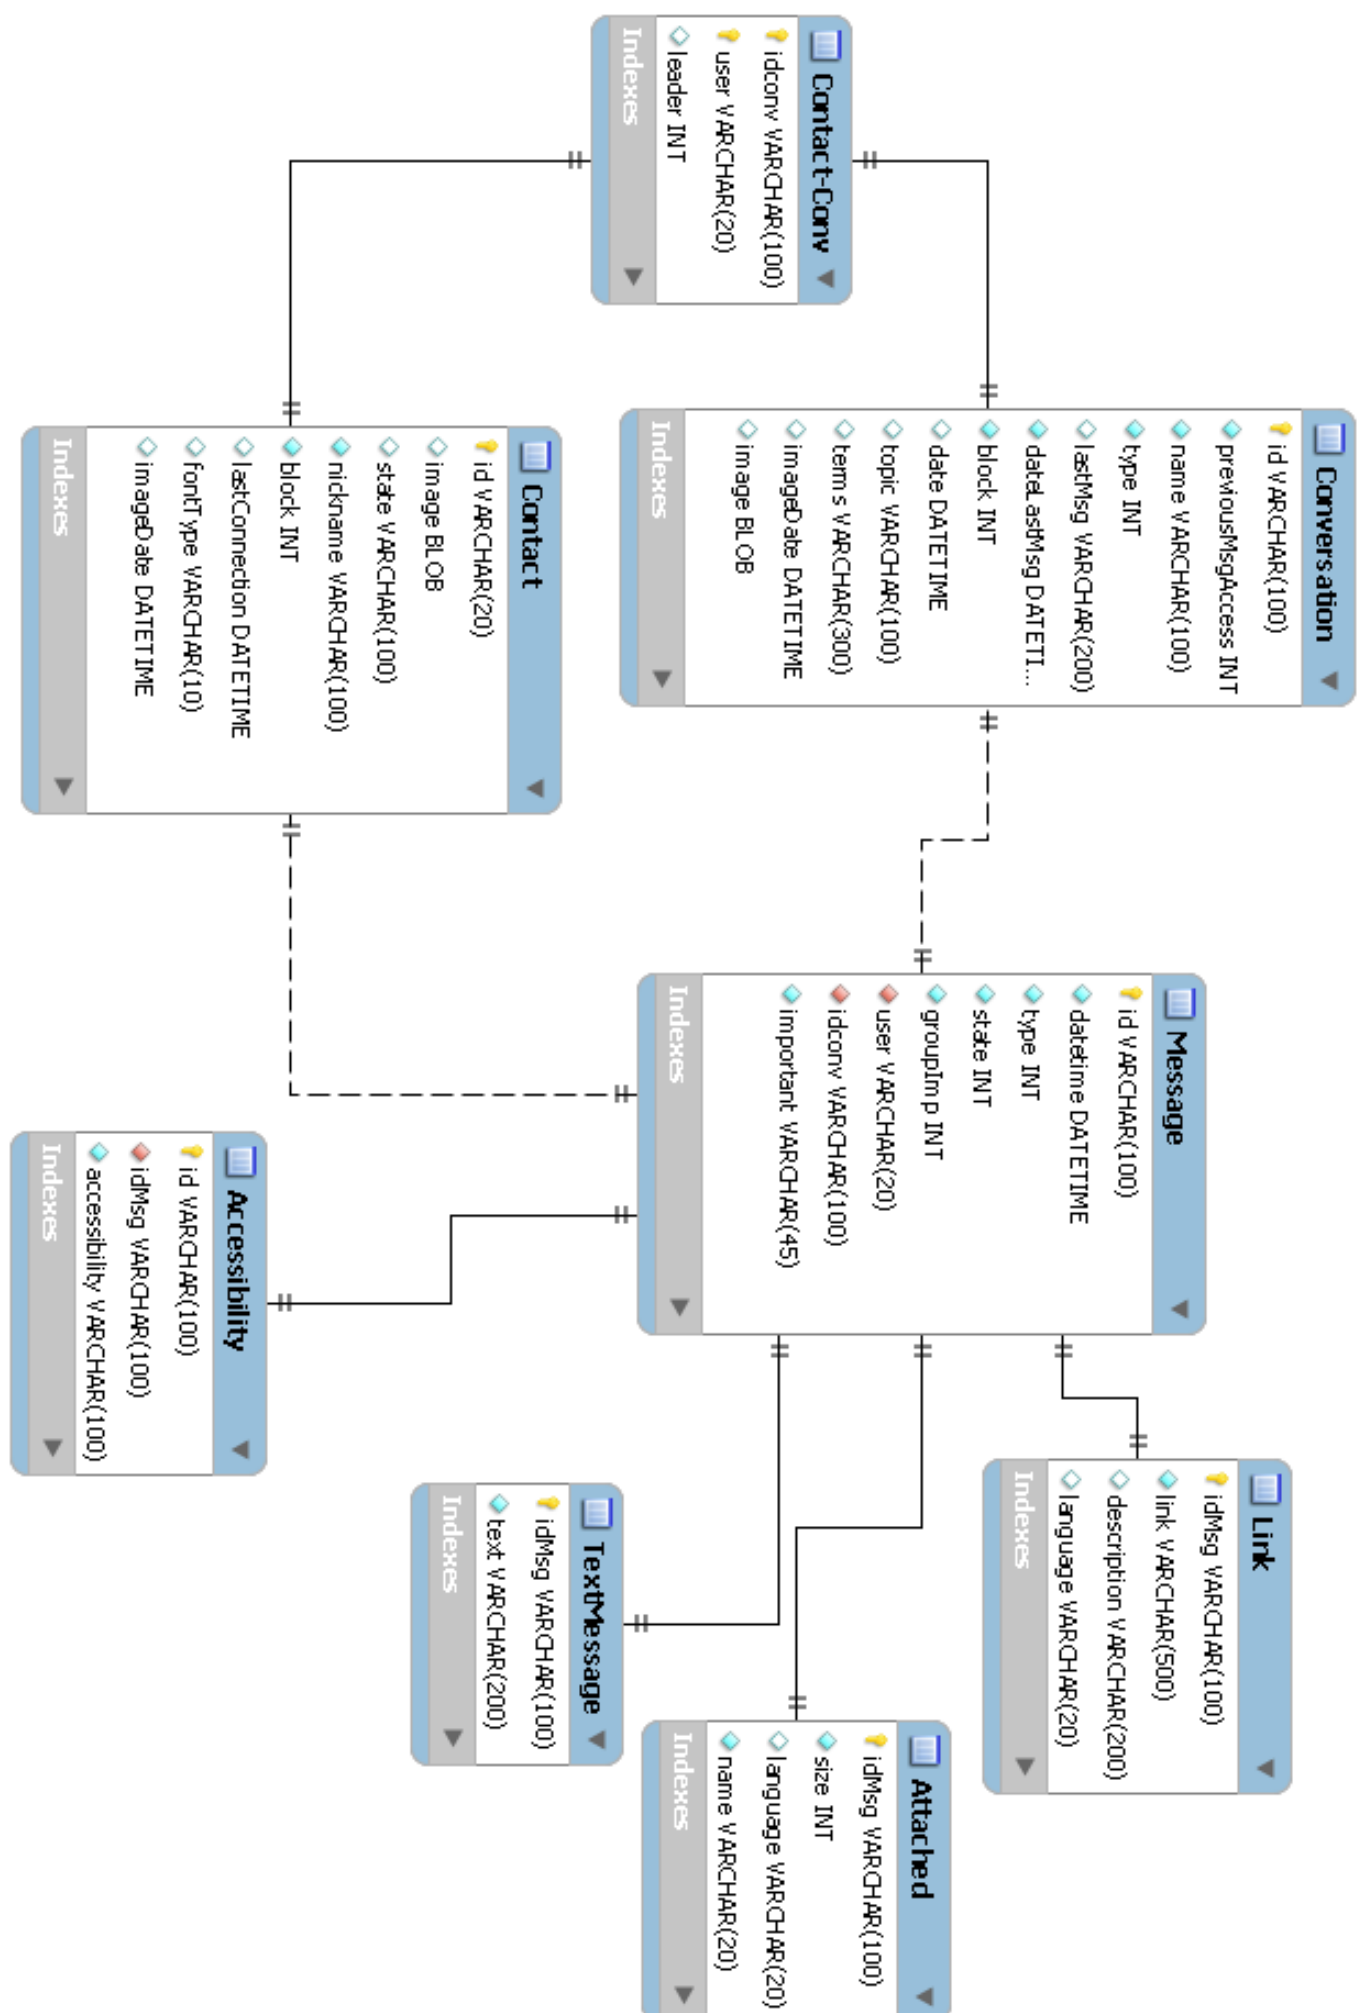 Contact-Conv
idconv VARCHAR(100)
user VARCHAR(20)
leader INT
Indexes
Conversation
id VARCHAR(100)
previousMsgAccess INT
name VARCHAR(100)
type INT
lastMsg VARCHAR(200)
dateLastMsg DATETI...
block INT
date DATETIME
topic VARCHAR(100)
terms VARCHAR(300)
imageDate DATETIME
image BLOB
Indexes
Contact
id VARCHAR(20)
image BLOB
state VARCHAR(100)
nickname VARCHAR(100)
block INT
lastConnection DATETIME
fontType VARCHAR(10)
imageDate DATETIME
Indexes
Message
id VARCHAR(100)
datetime DATETIME
type INT
state INT
groupImp INT
user VARCHAR(20)
idconv VARCHAR(100)
important VARCHAR(45)
Indexes
Accessibility
id VARCHAR(100)
idMsg VARCHAR(100)
accessibility VARCHAR(100)
Indexes
Link
idMsg VARCHAR(100)
link VARCHAR(500)
description VARCHAR(200)
language VARCHAR(20)
Indexes
TextMessage
idMsg VARCHAR(100)
text VARCHAR(200)
Indexes
Attached
idMsg VARCHAR(100)
size INT
language VARCHAR(20)
name VARCHAR(20)
Indexes